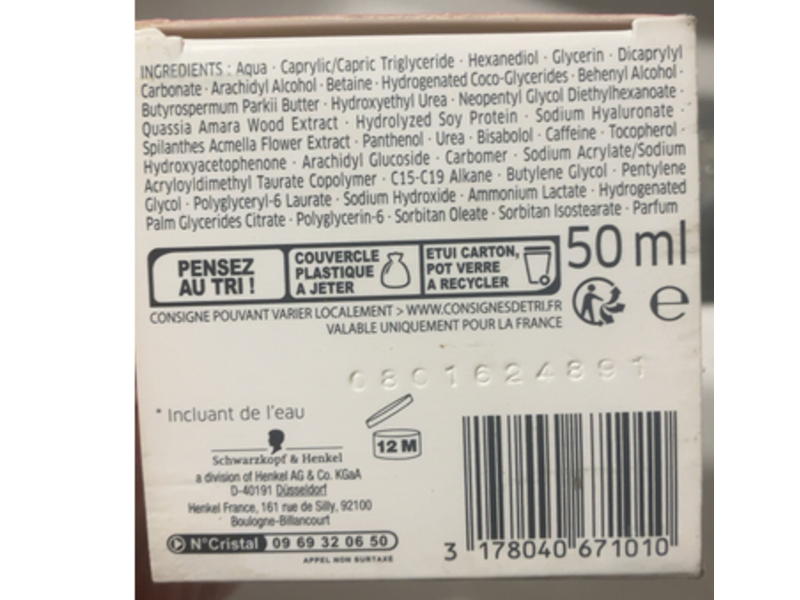 INGREDIENTS : Aqua · Caprylic/Capric Triglyceride · Hexanediol · Glycerin · Dicaprylyl
Carbonate · Arachidyl Alcohol · Betaine · Hydrogenated Coco-Glycerides · Behenyl Alcohol ·
Butyrospermum Parkii Butter · Hydroxyethyl Urea · Neopentyl Glycol Diethylhexanoate ·
Quassia Amara Wood Extract · Hydrolyzed Soy Protein · Sodium Hyaluronate ·
Spilanthes Acmella Flower Extract · Panthenol · Urea · Bisabolol · Caffeine · Tocopherol ·
Hydroxyacetophenone · Arachidyl Glucoside · Carbomer · Sodium Acrylate/Sodium
Acryloyldimethyl Taurate Copolymer · C15-C19 Alkane · Butylene Glycol · Pentylene
Glycol · Polyglyceryl-6 Laurate · Sodium Hydroxide · Ammonium Lactate · Hydrogenated
Palm Glycerides Citrate · Polyglycerin-6 · Sorbitan Oleate · Sorbitan Isostearate · Parfum
PENSEZ
AU TRI !
COUVERCLE
PLASTIQUE
A JETER
ETUI CARTON,
POT VERRE
A RECYCLER
50 ml
e
CONSIGNE POUVANT VARIER LOCALEMENT > WWW.CONSIGNESDETRI.FR
VALABLE UNIQUEMENT POUR LA FRANCE
0801624891
* Incluant de l'eau
12 M
Schwarzkopf & Henkel
a division of Henkel AG & Co. KGaA
D-40191 Düsseldorf
Henkel France, 161 rue de Silly, 92100
Boulogne-Billancourt
N°Cristal 09 69 32 06 50
APPEL NON SURTAXE
3 178040 671010